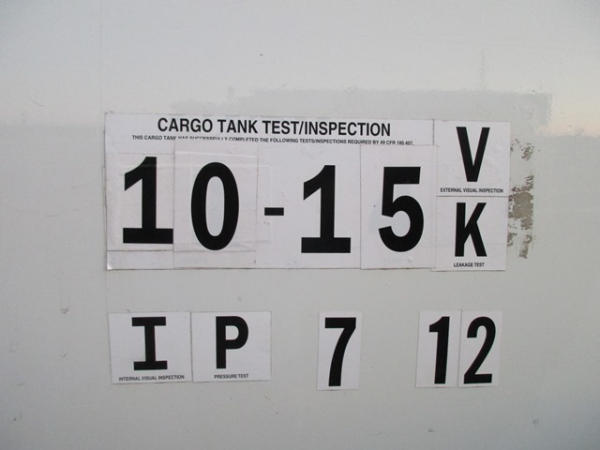 CARGO TANK TEST/INSPECTION
THIS CARGO TANK HAS SUCCESSFULLY COMPLETED THE FOLLOWING TESTS/INSPECTIONS REQUIRED BY 49 CFR 180.407.
10-15
V
EXTERNAL VISUAL INSPECTION
K
LEAKAGE TEST
I P 7 12
INTERNAL VISUAL INSPECTION PRESSURE TEST